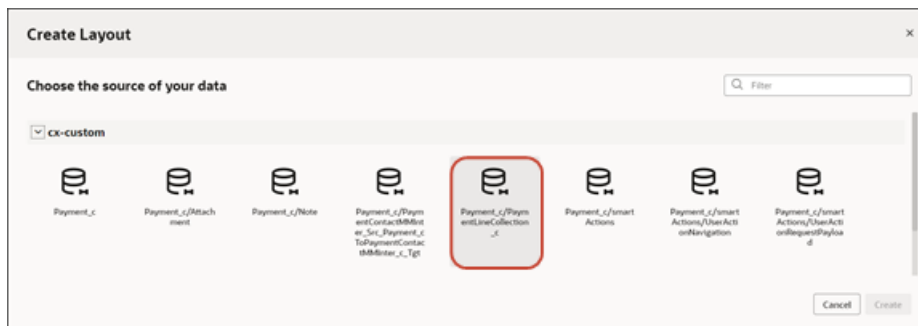 Create Layout
×
Choose the source of your data
Filter
cx-custom
Payment_c
Payment_c/Attach
ment
Payment_c/Note
Payment_c/Paym
entContactMMInt
er_Src_Payment_c
ToPaymentContac
tMMInter_c_Tgt
Payment_c/Paym
entLineCollection
_c
Payment_c/smart
Actions
Payment_c/smart
Actions/UserActi
onNavigation
Payment_c/smart
Actions/UserActi
onRequestPayloa
d
Cancel
Create